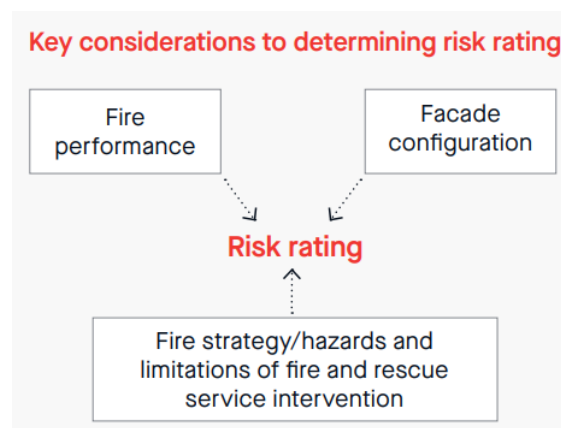 Key considerations to determining risk rating
Fire
performance
Facade
configuration
Risk rating
Fire strategy/hazards and
limitations of fire and rescue
service intervention